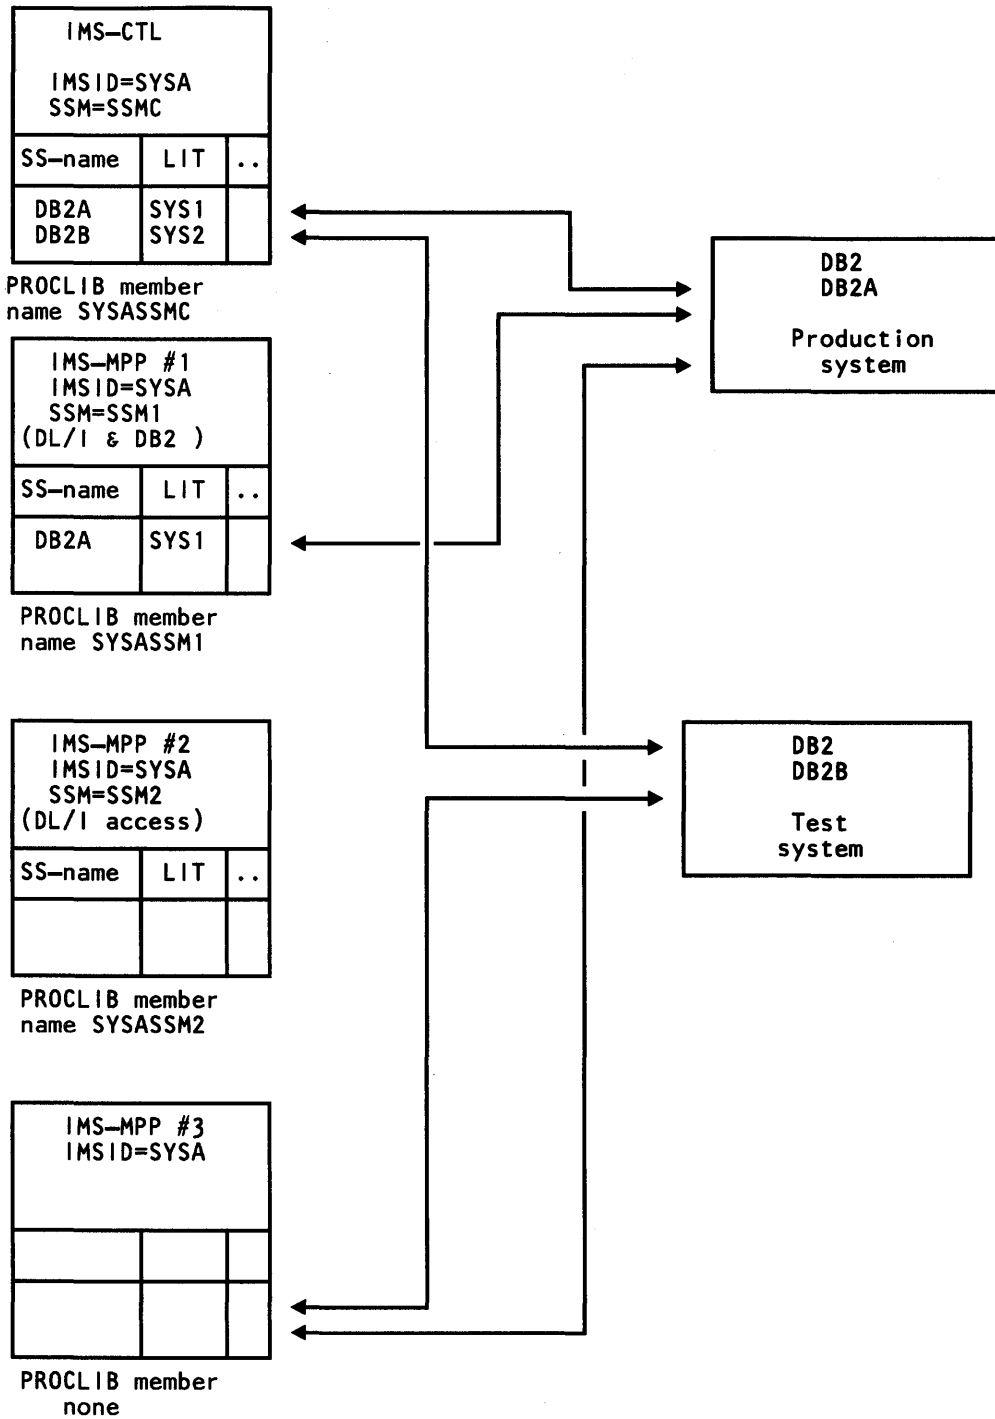 IMS-CTL
IMSID=SYSA
SSM=SSMC
SS-name LIT ..
DB2A SYS1
DB2B SYS2
PROCLIB member
name SYSASSMC
IMS-MPP #1
IMSID=SYSA
SSM=SSM1
(DL/I & DB2 )
SS-name LIT ..
DB2A SYS1
PROCLIB member
name SYSASSM1
IMS-MPP #2
IMSID=SYSA
SSM=SSM2
(DL/I access)
SS-name LIT ..
PROCLIB member
name SYSASSM2
IMS-MPP #3
IMSID=SYSA
PROCLIB member
none
DB2
DB2A
Production
system
DB2
DB2B
Test
system